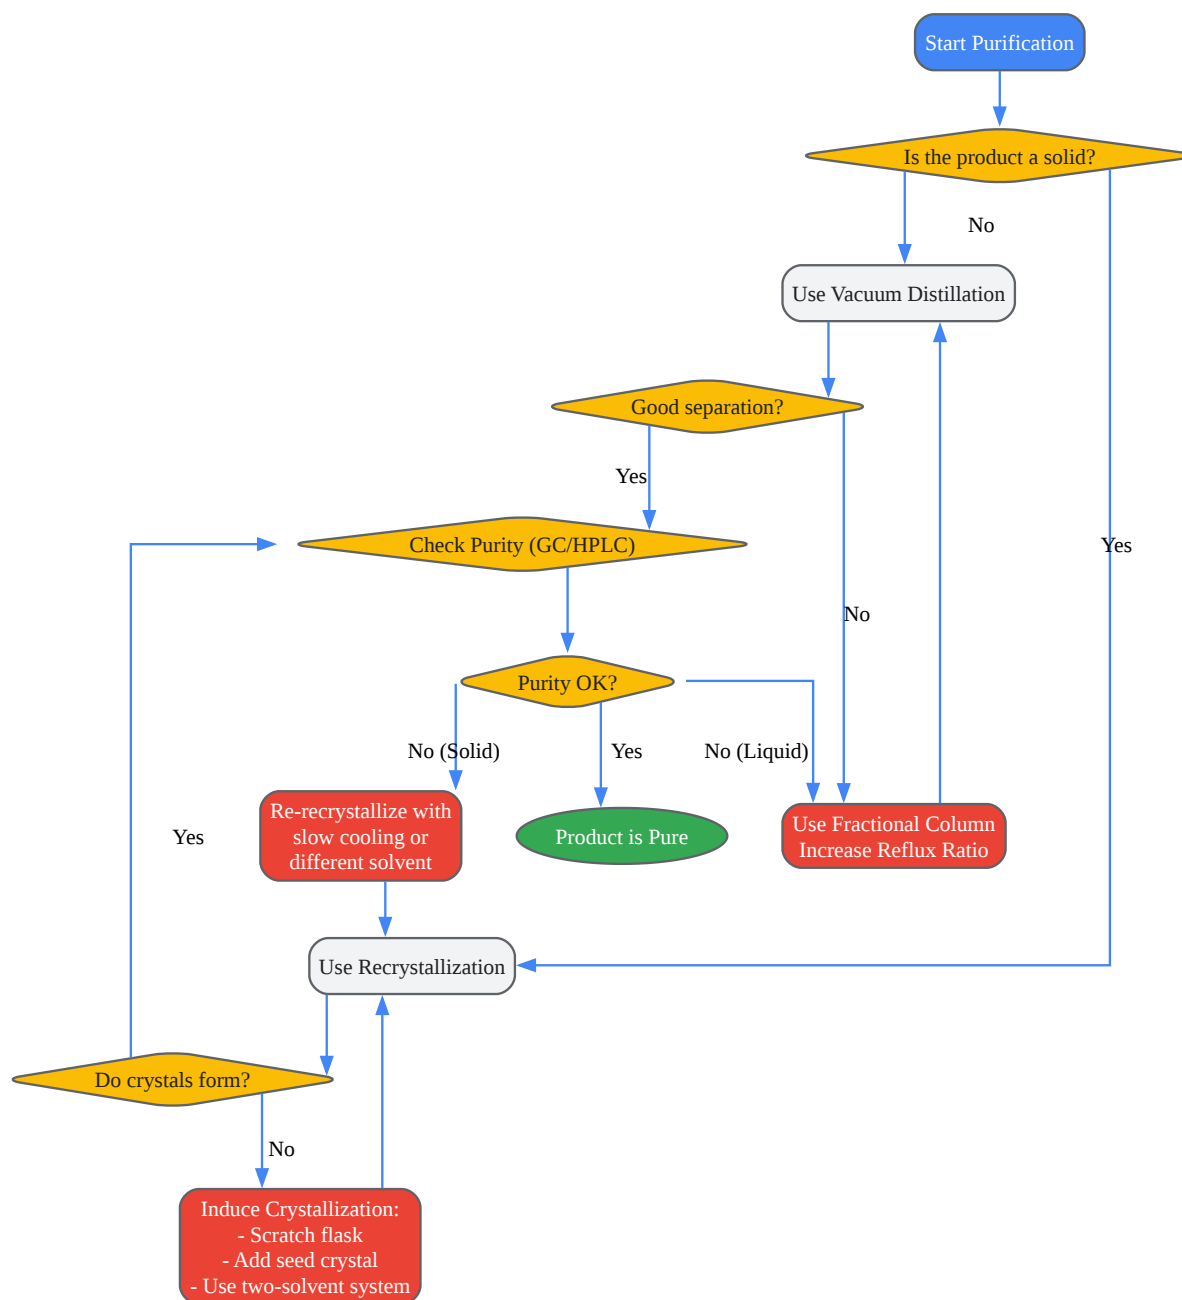 Start Purification
Is the product a solid?
No
Use Vacuum Distillation
Good separation?
Yes
Check Purity (GC/HPLC)
Yes
No
Purity OK?
No (Solid)
Yes
No (Liquid)
Re-recrystallize with
slow cooling or
different solvent
Product is Pure
Use Fractional Column
Increase Reflux Ratio
Yes
Use Recrystallization
Do crystals form?
No
Induce Crystallization:
- Scratch flask
- Add seed crystal
- Use two-solvent system